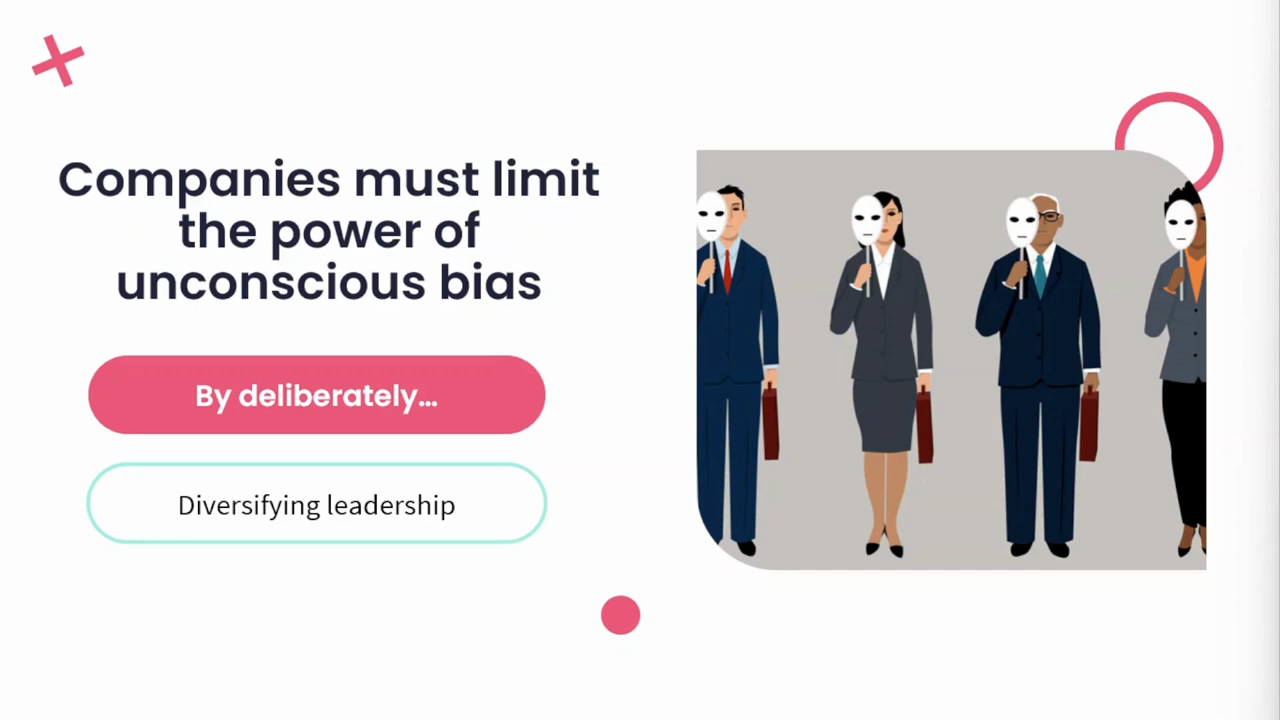 Companies must limit
the power of
unconscious bias
By deliberately...
Diversifying leadership